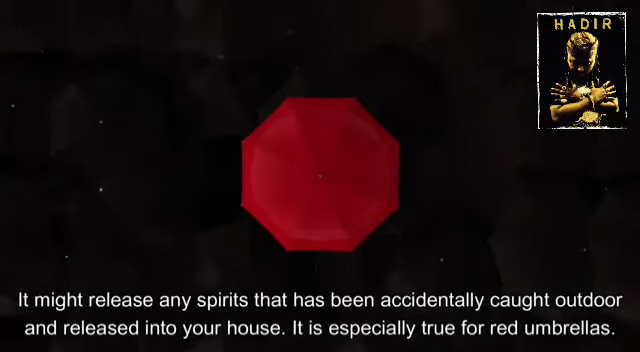 HADIR
It might release any spirits that has been accidentally caught outdoor
and released into your house. It is especially true for red umbrellas.